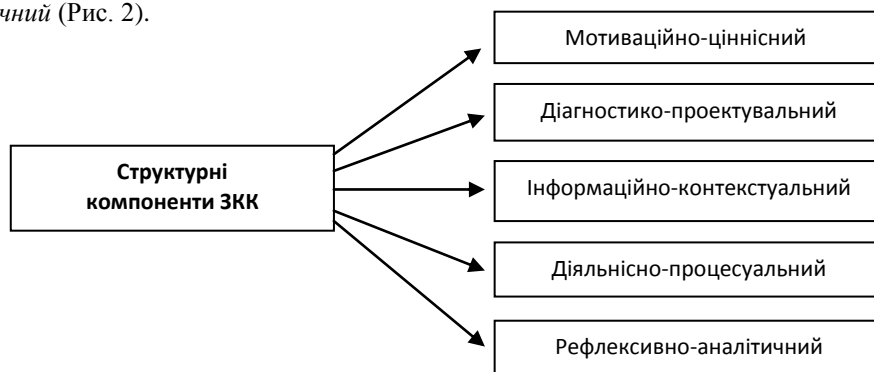 чний (Рис. 2).
Мотиваційно-ціннісний
Діагностико-проектувальний
Структурні
компоненти ЗКК
Інформаційно-контекстуальний
Діяльнісно-процесуальний
Рефлексивно-аналітичний